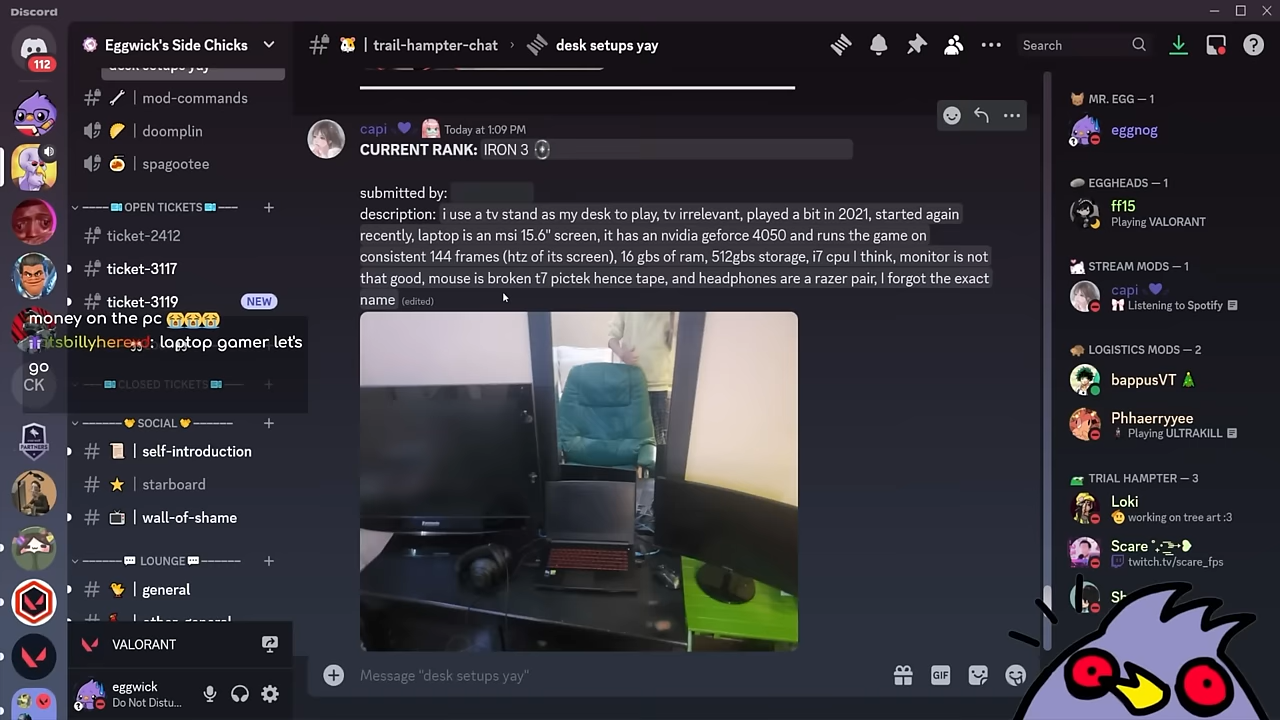 Discord
112
Eggwick's Side Chicks
trail-hampter-chat
desk setups yay
Search
desk setups yay
mod-commands
doomplin
spagootee
OPEN TICKETS
ticket-2412
ticket-3117
ticket-3119 NEW
money on the pc 😭😭😭
itsbillyhererd: laptop gamer let's
go
CK
CLOSED TICKETS
PARTNERS
SOCIAL
self-introduction
starboard
wall-of-shame
LOUNGE
general
other-general
VALORANT
eggwick
Do Not Distu...
capi Today at 1:09 PM
CURRENT RANK: IRON 3
submitted by:
description: i use a tv stand as my desk to play, tv irrelevant, played a bit in 2021, started again
recently, laptop is an msi 15.6" screen, it has an nvidia geforce 4050 and runs the game on
consistent 144 frames (htz of its screen), 16 gbs of ram, 512gbs storage, i7 cpu I think, monitor is not
that good, mouse is broken t7 pictek hence tape, and headphones are a razer pair, I forgot the exact
name (edited)
Message "desk setups yay"
GIF
MR. EGG — 1
eggnog
EGGHEADS — 1
ff15
Playing VALORANT
STREAM MODS — 1
capi
Listening to Spotify
LOGISTICS MODS — 2
bappusVT
Phhaerryyee
Playing ULTRAKILL
TRIAL HAMPTER — 3
Loki
working on tree art :3
Scare
twitch.tv/scare_fps